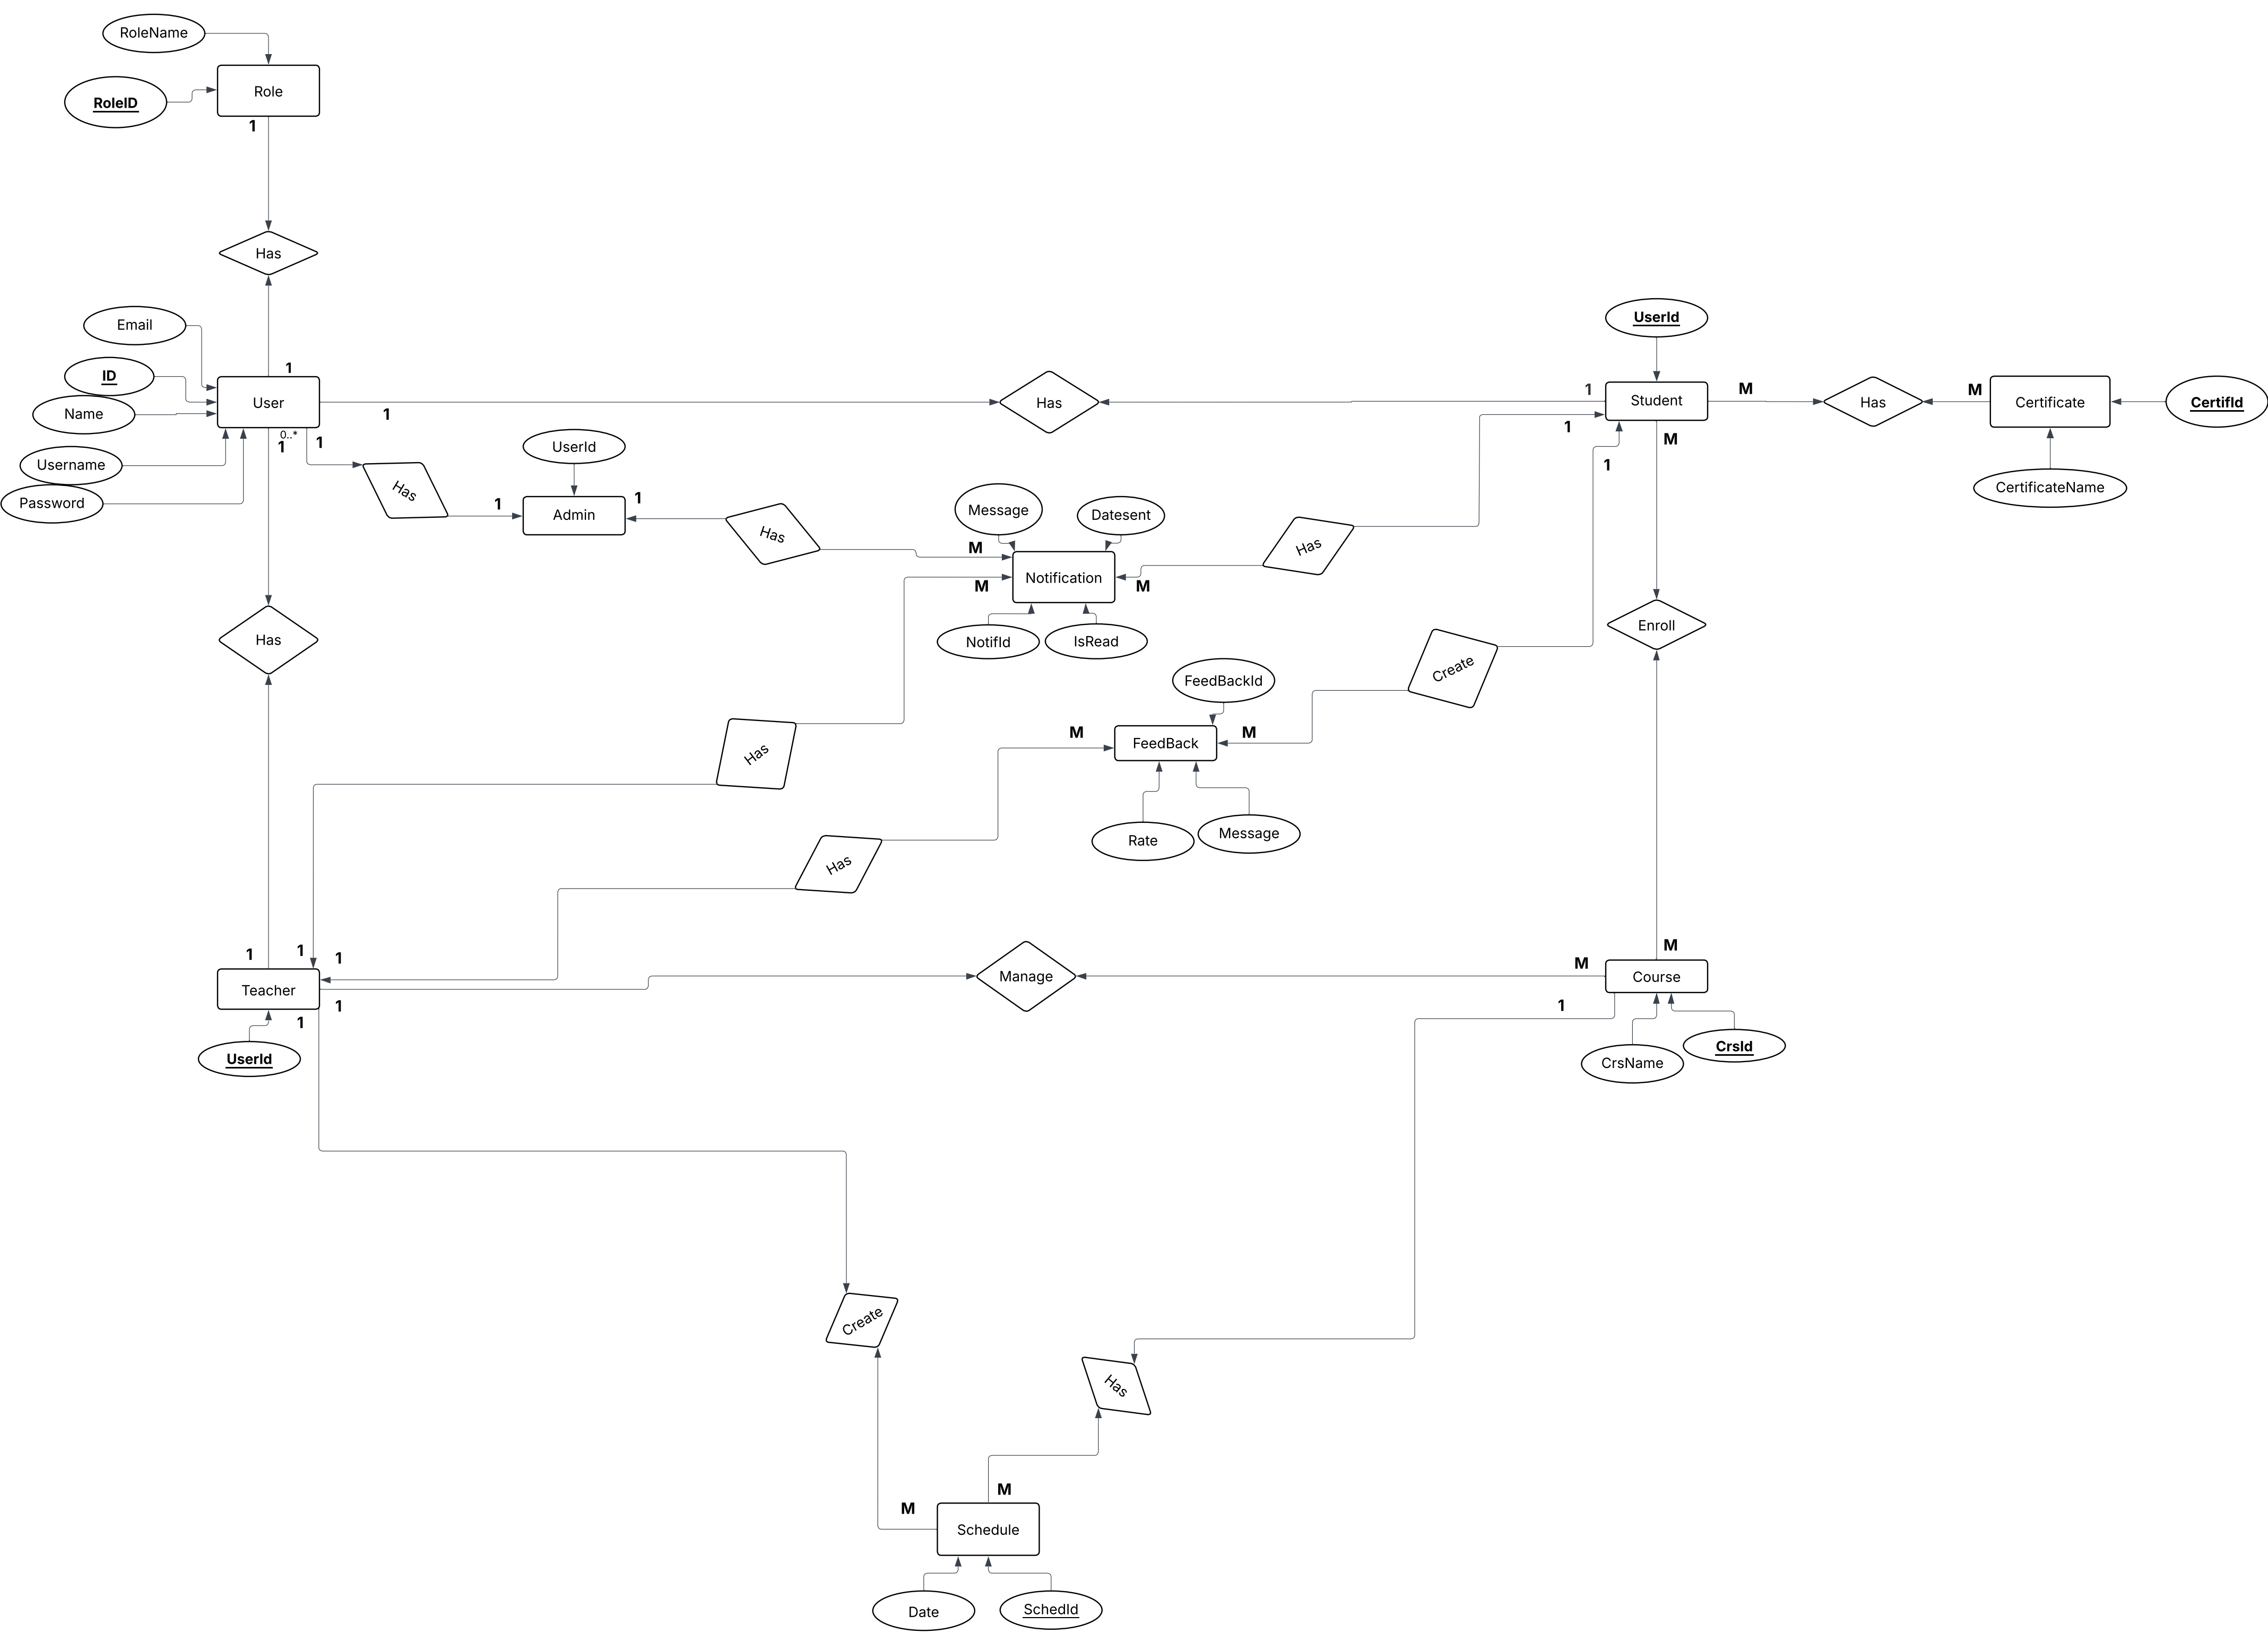 RoleName
Role
RoleID
1
Has
Email
1
ID
User
Name
1
0..*
1
1
Username
Password
Has
UserId
1
Admin
1
Has
Has
1
UserId
Student
M
Has
M
Certificate
CertifId
CertificateName
1
M
1
Message
Datesent
M
Notification
M
M
NotifId
IsRead
Has
Enroll
Has
Create
FeedBackId
M
FeedBack
M
Rate
Message
Has
Has
1
1
1
Teacher
1
1
UserId
Manage
M
M
Course
1
CrsName
CrsId
Create
Has
M
M
Schedule
Date
SchedId